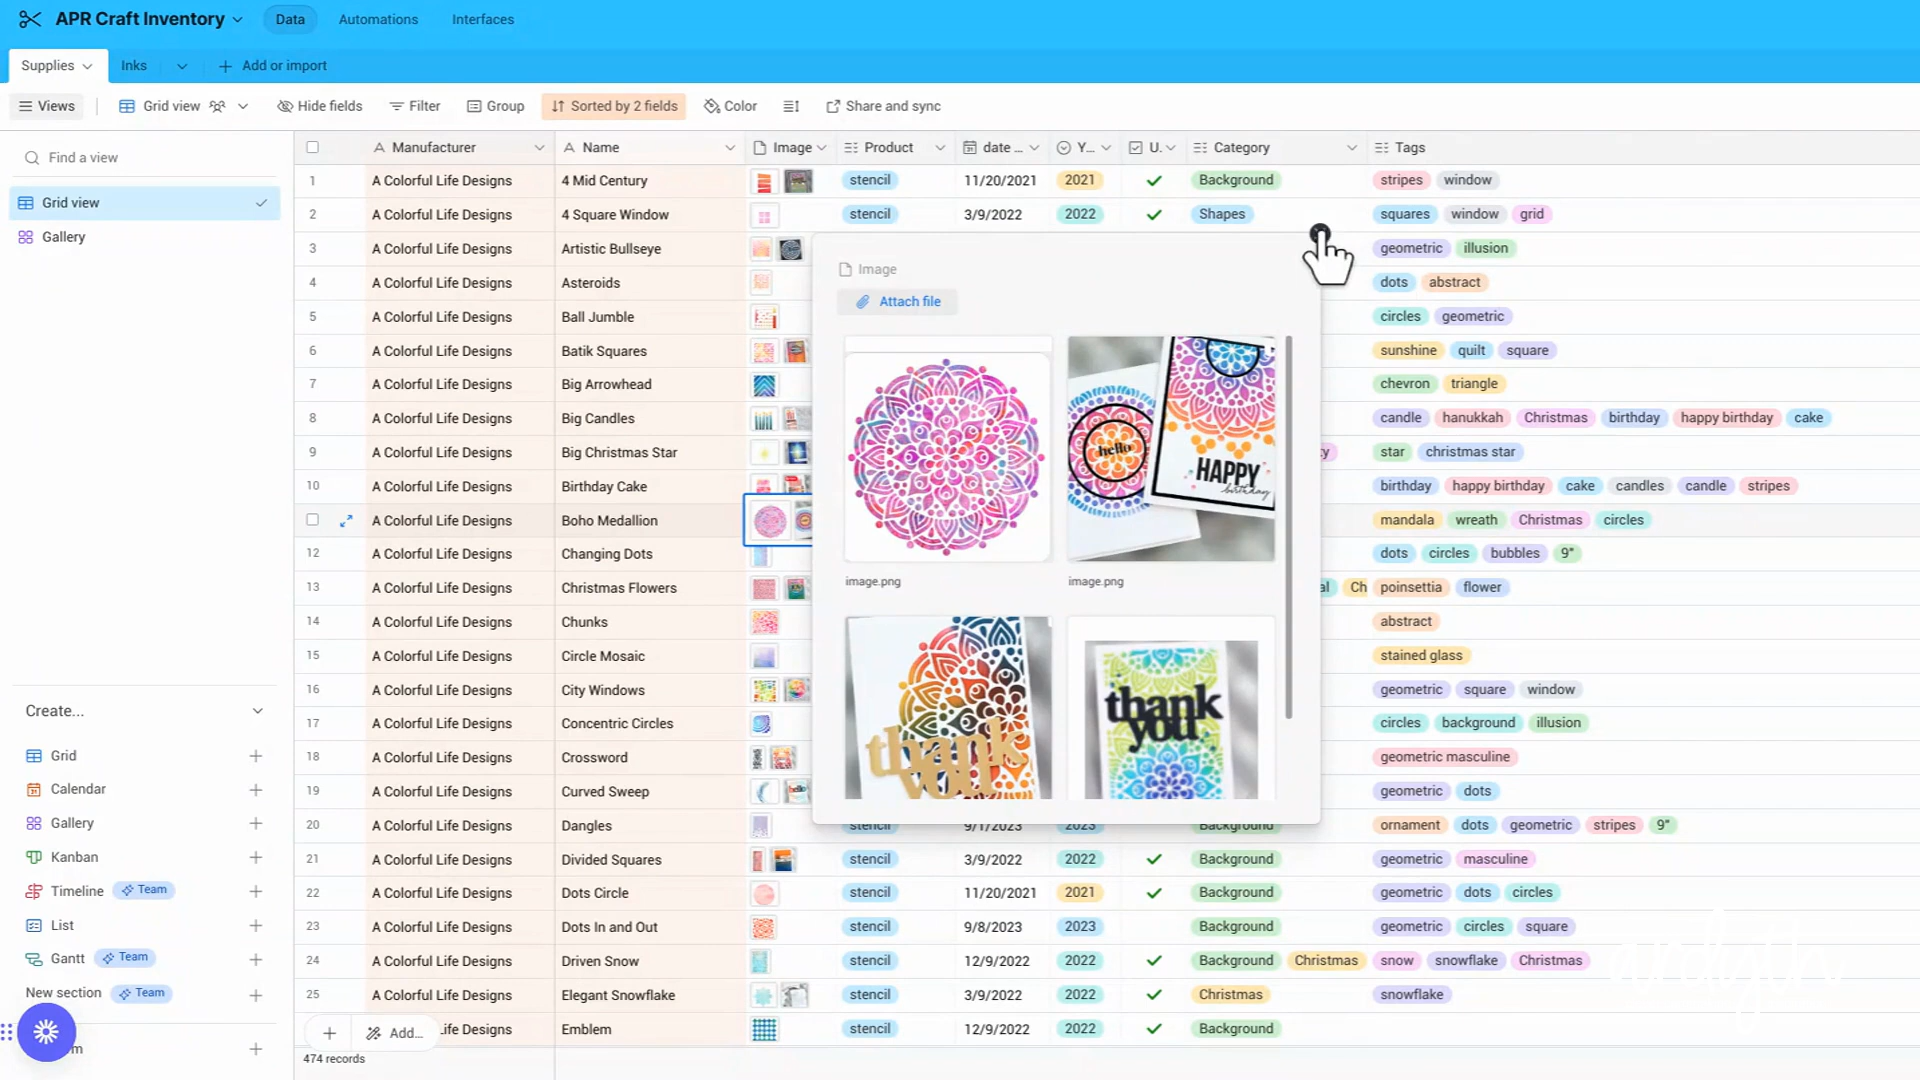 APR Craft Inventory Data Automations Interfaces
Supplies Inks Add or import
Views Grid view Hide fields Filter Group Sorted by 2 fields Color Share and sync
Find a view
Grid view
Gallery
Create...
Grid
Calendar
Gallery
Kanban
Timeline Team
List
Gantt Team
New section Team
Manufacturer Name Image Product date ... Y... U. Category Tags
1 A Colorful Life Designs 4 Mid Century stencil 11/20/2021 2021 Background stripes window
2 A Colorful Life Designs 4 Square Window stencil 3/9/2022 2022 Shapes squares window grid
3 A Colorful Life Designs Artistic Bullseye geometric illusion
4 A Colorful Life Designs Asteroids dots abstract
5 A Colorful Life Designs Ball Jumble circles geometric
6 A Colorful Life Designs Batik Squares sunshine quilt square
7 A Colorful Life Designs Big Arrowhead chevron triangle
8 A Colorful Life Designs Big Candles candle hanukkah Christmas birthday happy birthday cake
9 A Colorful Life Designs Big Christmas Star ty star christmas star
10 A Colorful Life Designs Birthday Cake birthday happy birthday cake candles candle stripes
A Colorful Life Designs Boho Medallion mandala wreath Christmas circles
12 A Colorful Life Designs Changing Dots dots circles bubbles 9"
13 A Colorful Life Designs Christmas Flowers al Ch poinsettia flower
14 A Colorful Life Designs Chunks abstract
15 A Colorful Life Designs Circle Mosaic stained glass
16 A Colorful Life Designs City Windows geometric square window
17 A Colorful Life Designs Concentric Circles circles background illusion
18 A Colorful Life Designs Crossword geometric masculine
19 A Colorful Life Designs Curved Sweep geometric dots
20 A Colorful Life Designs Dangles stencil 9/1/2023 2023 Background ornament dots geometric stripes 9"
21 A Colorful Life Designs Divided Squares stencil 3/9/2022 2022 Background geometric masculine
22 A Colorful Life Designs Dots Circle stencil 11/20/2021 2021 Background geometric dots circles
23 A Colorful Life Designs Dots In and Out stencil 9/8/2023 2023 Background geometric circles square
24 A Colorful Life Designs Driven Snow stencil 12/9/2022 2022 Background Christmas snow snowflake Christmas
25 A Colorful Life Designs Elegant Snowflake stencil 3/9/2022 2022 Christmas snowflake
Add... Life Designs Emblem stencil 12/9/2022 2022 Background
474 records
Image
Attach file
hello
HAPPY
birthday
image.png image.png
thank
you
thank
you